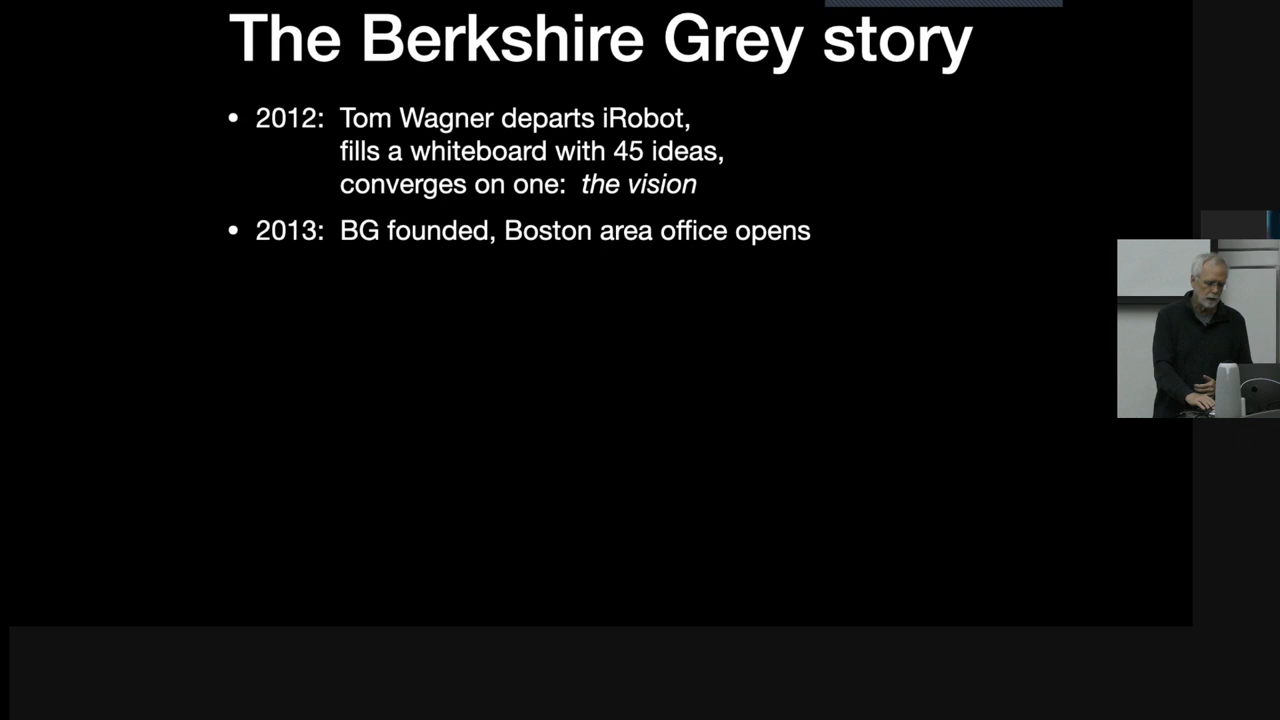 The Berkshire Grey story
• 2012: Tom Wagner departs iRobot,
fills a whiteboard with 45 ideas,
converges on one: the vision
• 2013: BG founded, Boston area office opens